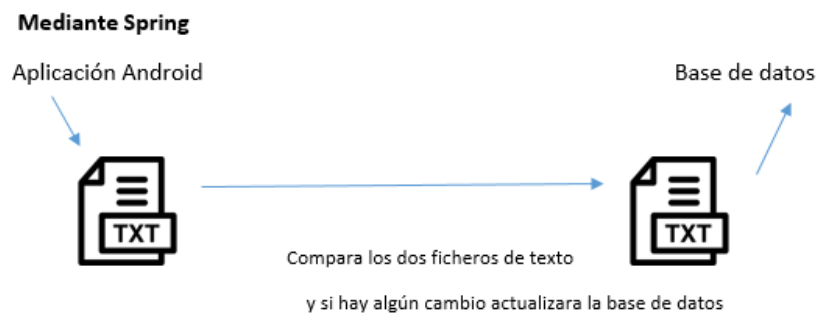 Mediante Spring
Aplicación Android
Base de datos
TXT
TXT
Compara los dos ficheros de texto
y si hay algún cambio actualizara la base de datos